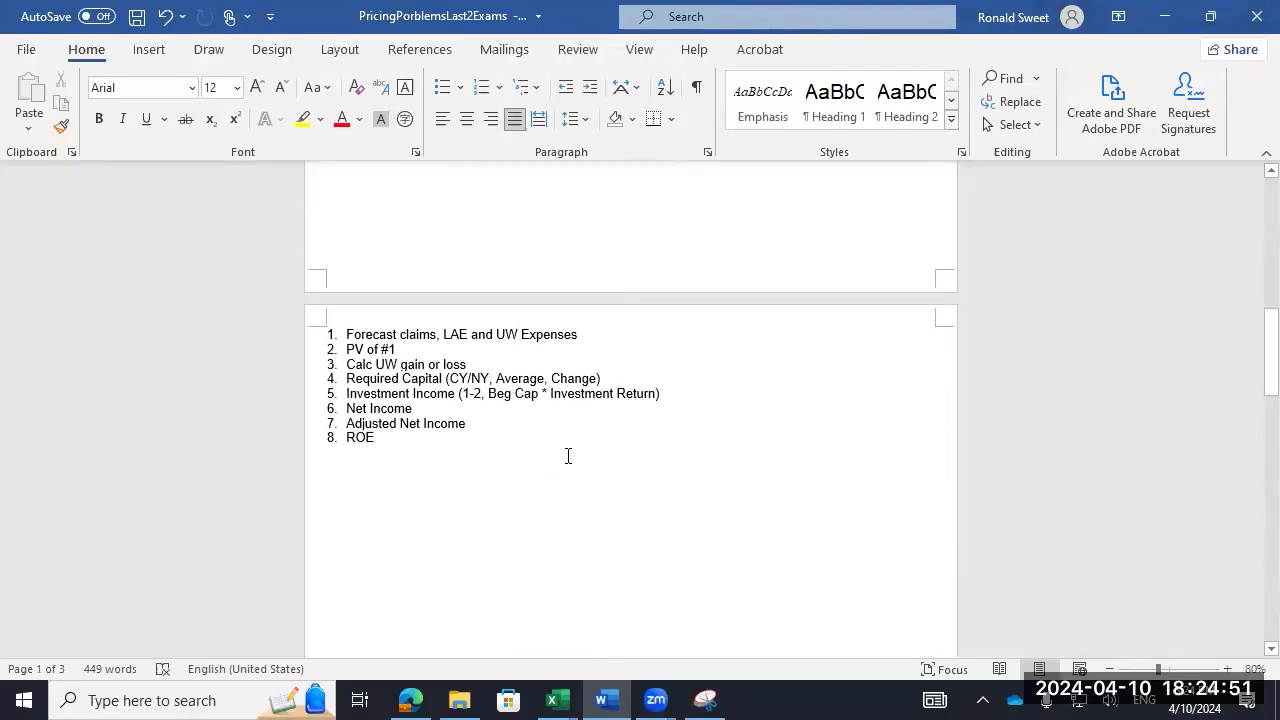 AutoSave Off PricingPorblemsLast2Exams -... Search Ronald Sweet
File Home Insert Draw Design Layout References Mailings Review View Help Acrobat Share
Paste Arial 12 Aa A A A AaBbCcDc AaBbC AaBbC Find Replace Select
B I U ab x₂ x² A A A Emphasis ¶ Heading 1 ¶ Heading 2 Create and Share Adobe PDF Request Signatures
Clipboard Font Paragraph Styles Editing Adobe Acrobat
1. Forecast claims, LAE and UW Expenses
2. PV of #1
3. Calc UW gain or loss
4. Required Capital (CY/NY, Average, Change)
5. Investment Income (1-2, Beg Cap * Investment Return)
6. Net Income
7. Adjusted Net Income
8. ROE
Page 1 of 3 449 words English (United States) Focus 80%
Type here to search ENG 2024-04-10 18:24:51
4/10/2024